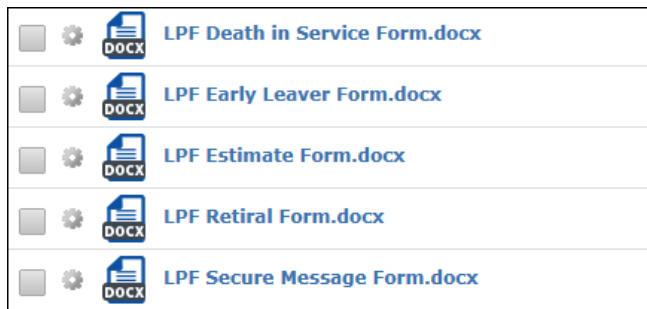 DOCX LPF Death in Service Form.docx
DOCX LPF Early Leaver Form.docx
DOCX LPF Estimate Form.docx
DOCX LPF Retiral Form.docx
DOCX LPF Secure Message Form.docx